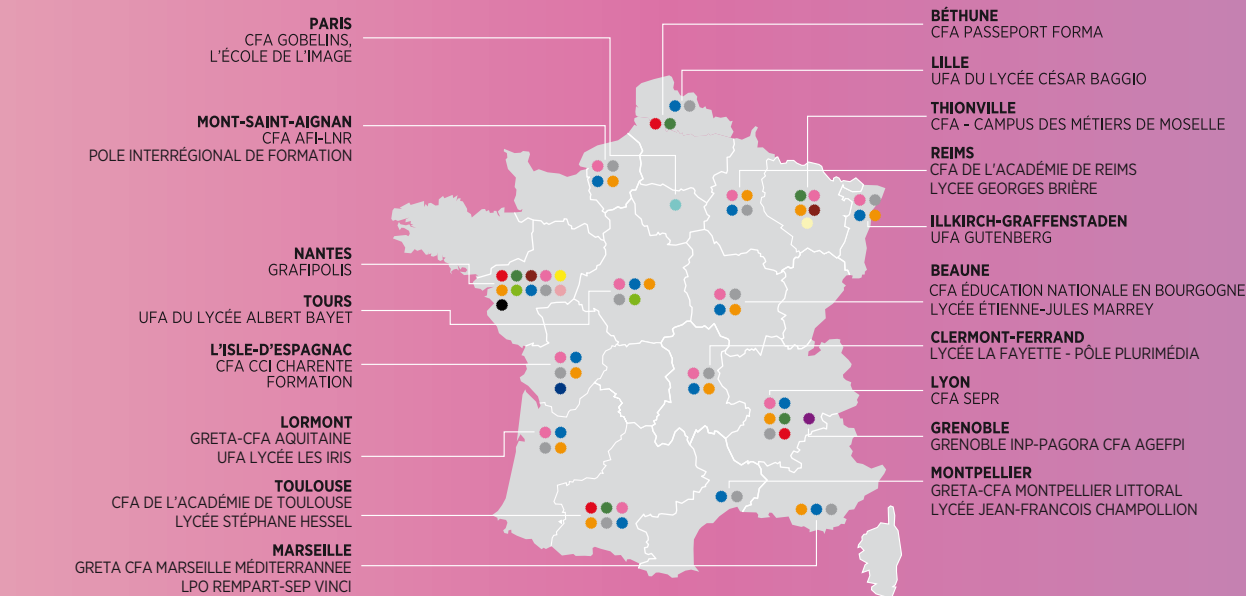 PARIS
CFA GOBELINS,
L'ÉCOLE DE L'IMAGE
MONT-SAINT-AIGNAN
CFA AFI-LNR
POLE INTERRÉGIONAL DE FORMATION
NANTES
GRAFIPOLIS
TOURS
UFA DU LYCÉE ALBERT BAYET
L'ISLE-D'ESPAGNAC
CFA CCI CHARENTE
FORMATION
LORMONT
GRETA-CFA AQUITAINE
UFA LYCÉE LES IRIS
TOULOUSE
CFA DE L'ACADÉMIE DE TOULOUSE
LYCÉE STÉPHANE HESSEL
MARSEILLE
GRETA CFA MARSEILLE MÉDITERRANNEE
LPO REMPART-SEP VINCI
BÉTHUNE
CFA PASSEPORT FORMA
LILLE
UFA DU LYCÉE CÉSAR BAGGIO
THIONVILLE
CFA - CAMPUS DES MÉTIERS DE MOSELLE
REIMS
CFA DE L'ACADÉMIE DE REIMS
LYCEE GEORGES BRIÈRE
ILLKIRCH-GRAFFENSTADEN
UFA GUTENBERG
BEAUNE
CFA ÉDUCATION NATIONALE EN BOURGOGNE
LYCÉE ÉTIENNE-JULES MARREY
CLERMONT-FERRAND
LYCÉE LA FAYETTE - PÔLE PLURIMÉDIA
LYON
CFA SEPR
GRENOBLE
GRENOBLE INP-PAGORA CFA AGEFPI
MONTPELLIER
GRETA-CFA MONTPELLIER LITTORAL
LYCÉE JEAN-FRANCOIS CHAMPOLLION